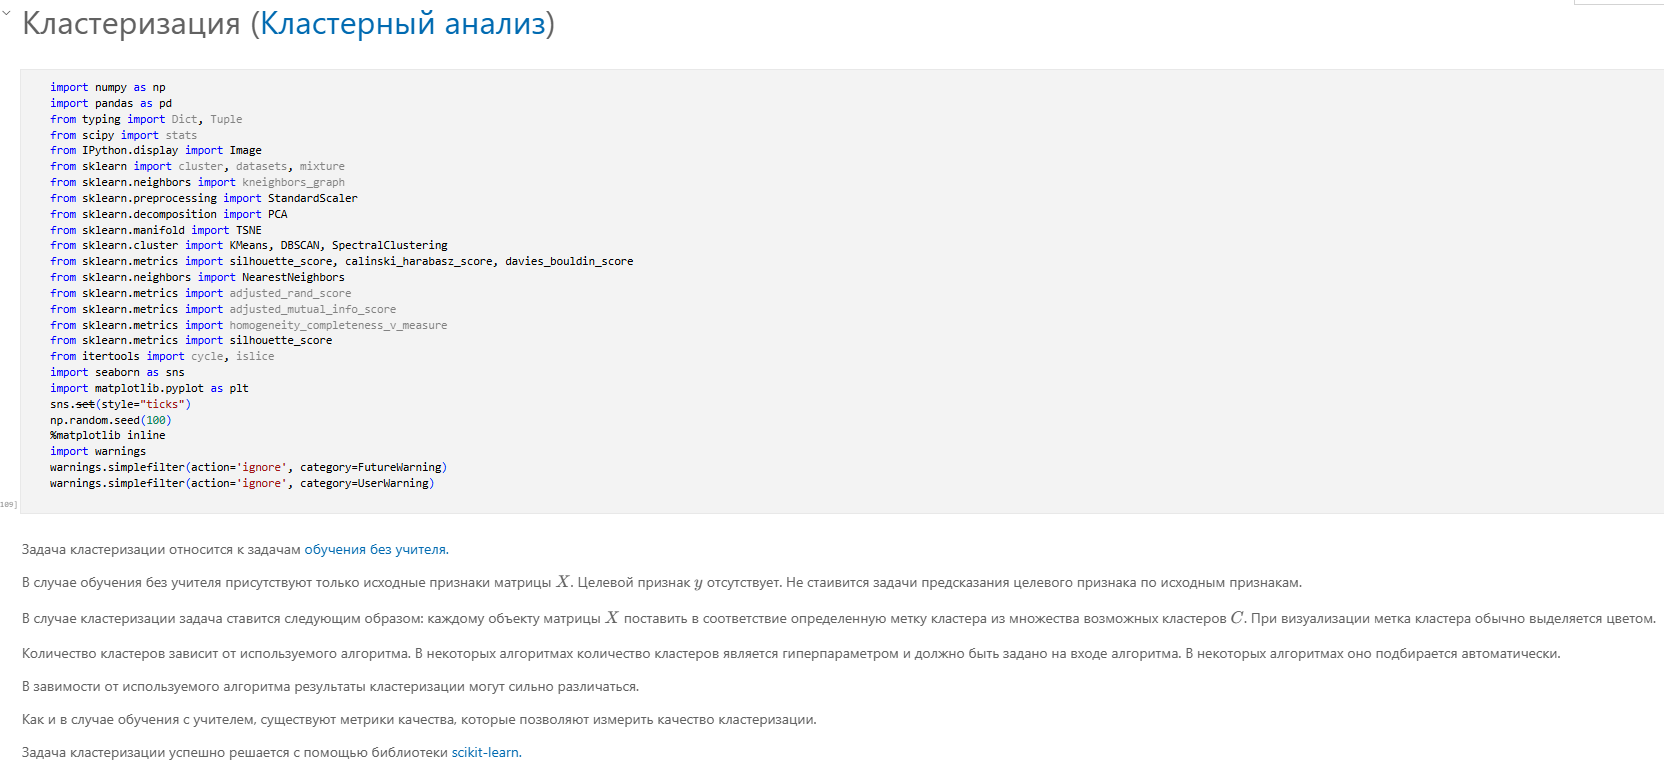 Кластеризация (Кластерный анализ)
import numpy as np
import pandas as pd
from typing import Dict, Tuple
from scipy import stats
from IPython.display import Image
from sklearn import cluster, datasets, mixture
from sklearn.neighbors import kneighbors_graph
from sklearn.preprocessing import StandardScaler
from sklearn.decomposition import PCA
from sklearn.manifold import TSNE
from sklearn.cluster import KMeans, DBSCAN, SpectralClustering
from sklearn.metrics import silhouette_score, calinski_harabasz_score, davies_bouldin_score
from sklearn.neighbors import NearestNeighbors
from sklearn.metrics import adjusted_rand_score
from sklearn.metrics import adjusted_mutual_info_score
from sklearn.metrics import homogeneity_completeness_v_measure
from sklearn.metrics import silhouette_score
from itertools import cycle, islice
import seaborn as sns
import matplotlib.pyplot as plt
sns.set(style="ticks")
np.random.seed(100)
%matplotlib inline
import warnings
warnings.simplefilter(action='ignore', category=FutureWarning)
warnings.simplefilter(action='ignore', category=UserWarning)
109]
Задача кластеризации относится к задачам обучения без учителя.
В случае обучения без учителя присутствуют только исходные признаки матрицы X. Целевой признак y отсутствует. Не стаивится задачи предсказания целевого признака по исходным признакам.
В случае кластеризации задача ставится следующим образом: каждому объекту матрицы X поставить в соответствие определенную метку кластера из множества возможных кластеров C. При визуализации метка кластера обычно выделяется цветом.
Количество кластеров зависит от используемого алгоритма. В некоторых алгоритмах количество кластеров является гиперпараметром и должно быть задано на входе алгоритма. В некоторых алгоритмах оно подбирается автоматически.
В завимости от используемого алгоритма результаты кластеризации могут сильно различаться.
Как и в случае обучения с учителем, существуют метрики качества, которые позволяют измерить качество кластеризации.
Задача кластеризации успешно решается с помощью библиотеки scikit-learn.